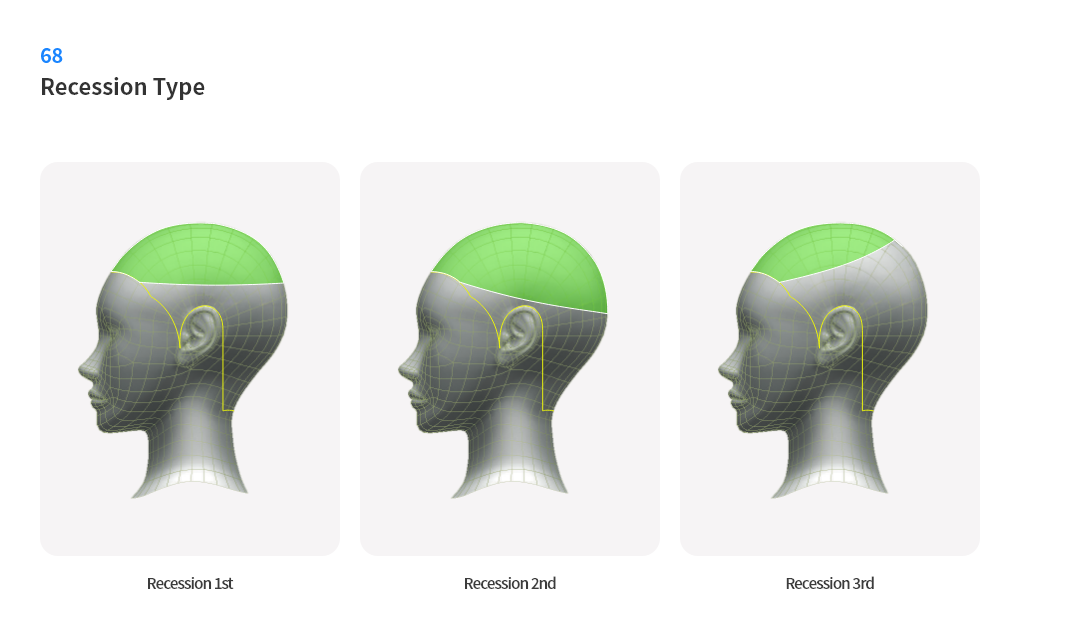 68
Recession Type
Recession 1st
Recession 2nd
Recession 3rd